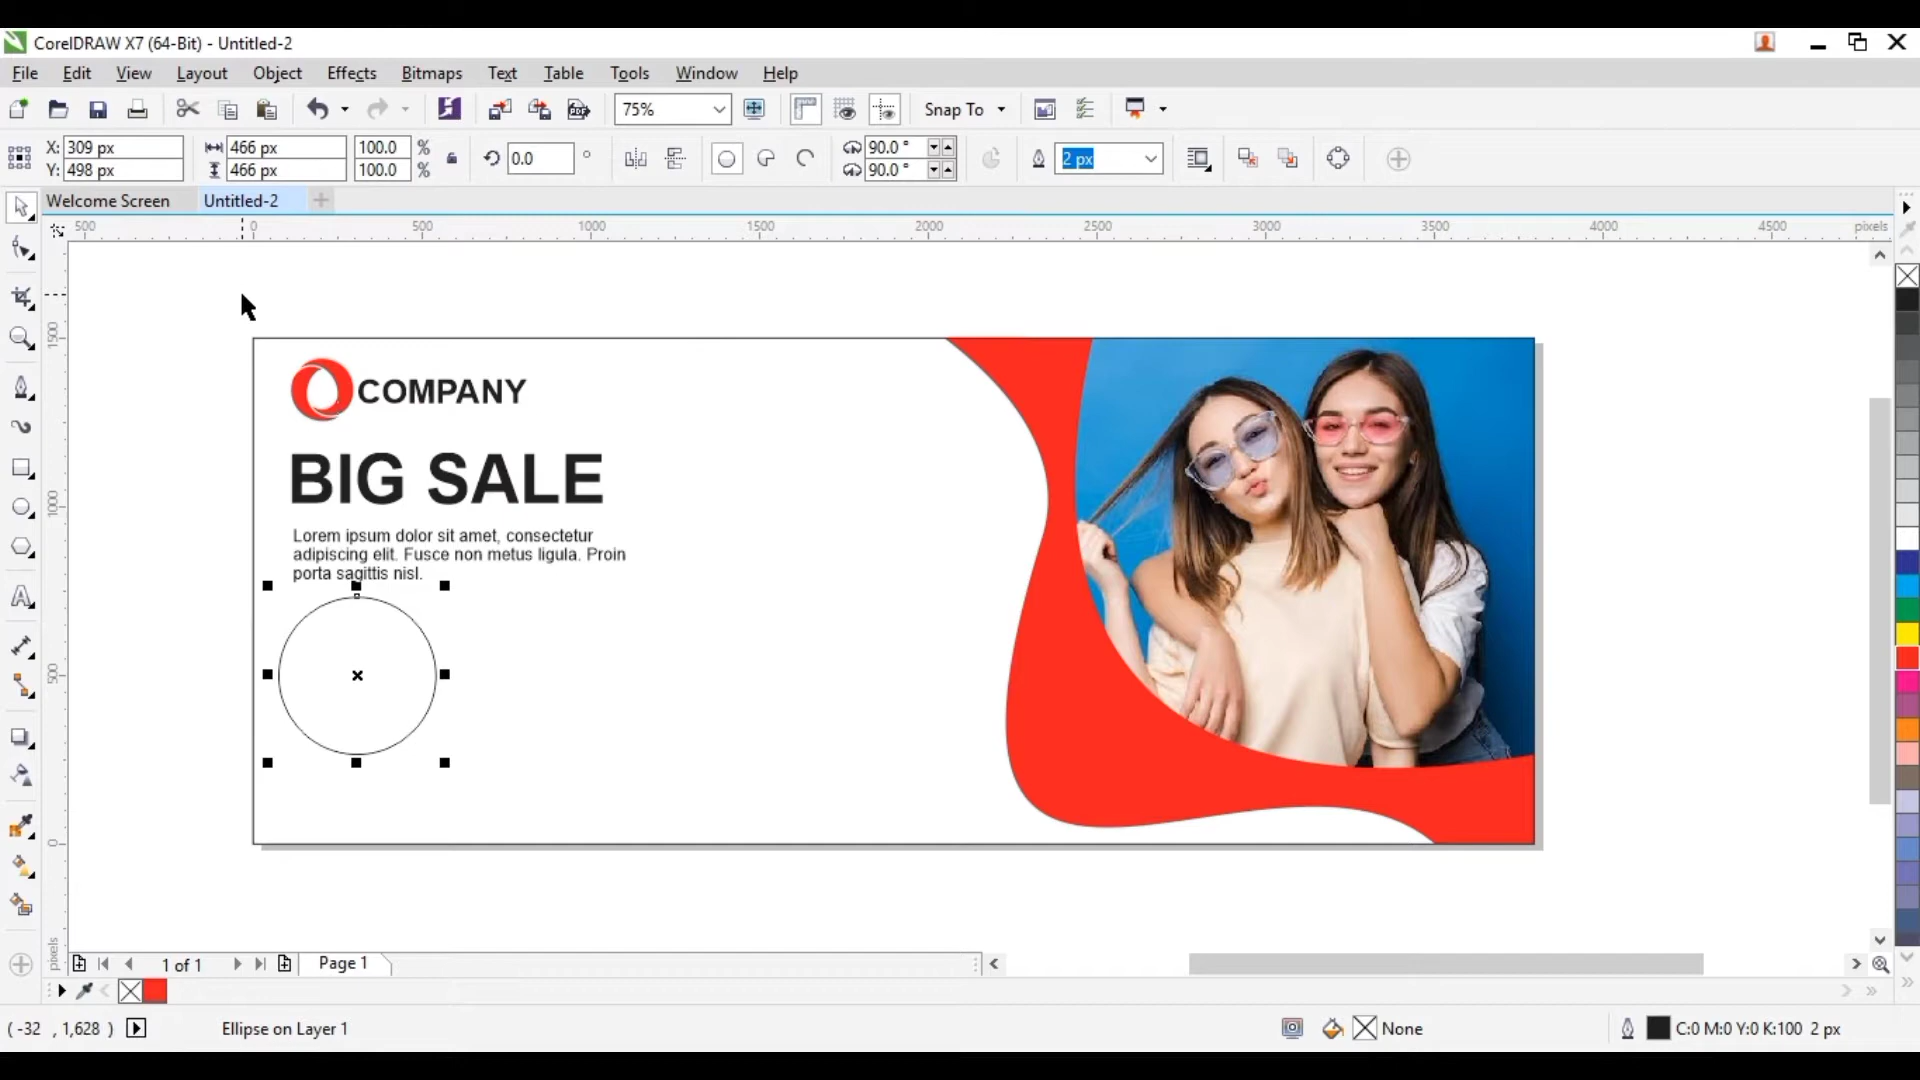 CorelDRAW X7 (64-Bit) - Untitled-2
File Edit View Layout Object Effects Bitmaps Text Table Tools Window Help
75% Snap To
X: 309 px 466 px 100.0 % 0.0 ° 90.0 ° 2 px
Y: 498 px 466 px 100.0 % 90.0 °
Welcome Screen Untitled-2
500 0 500 1000 1500 2000 2500 3000 3500 4000 4500 pixels
1500
1000
500
0
pixels
COMPANY
BIG SALE
Lorem ipsum dolor sit amet, consectetur
adipiscing elit. Fusce non metus ligula. Proin
porta sagittis nisl.
1 of 1 Page 1
( -32 , 1,628 ) Ellipse on Layer 1 None C:0 M:0 Y:0 K:100 2 px